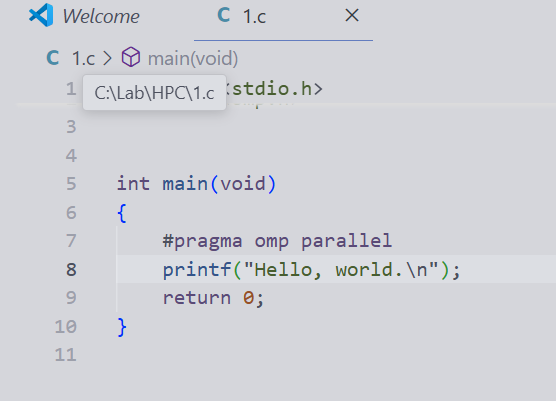 Welcome
C 1.c ×
C 1.c > main(void)
1 <stdio.h>
C:\Lab\HPC\1.c
3
4
5 int main(void)
6 {
7 #pragma omp parallel
8 printf("Hello, world.\n");
9 return 0;
10 }
11